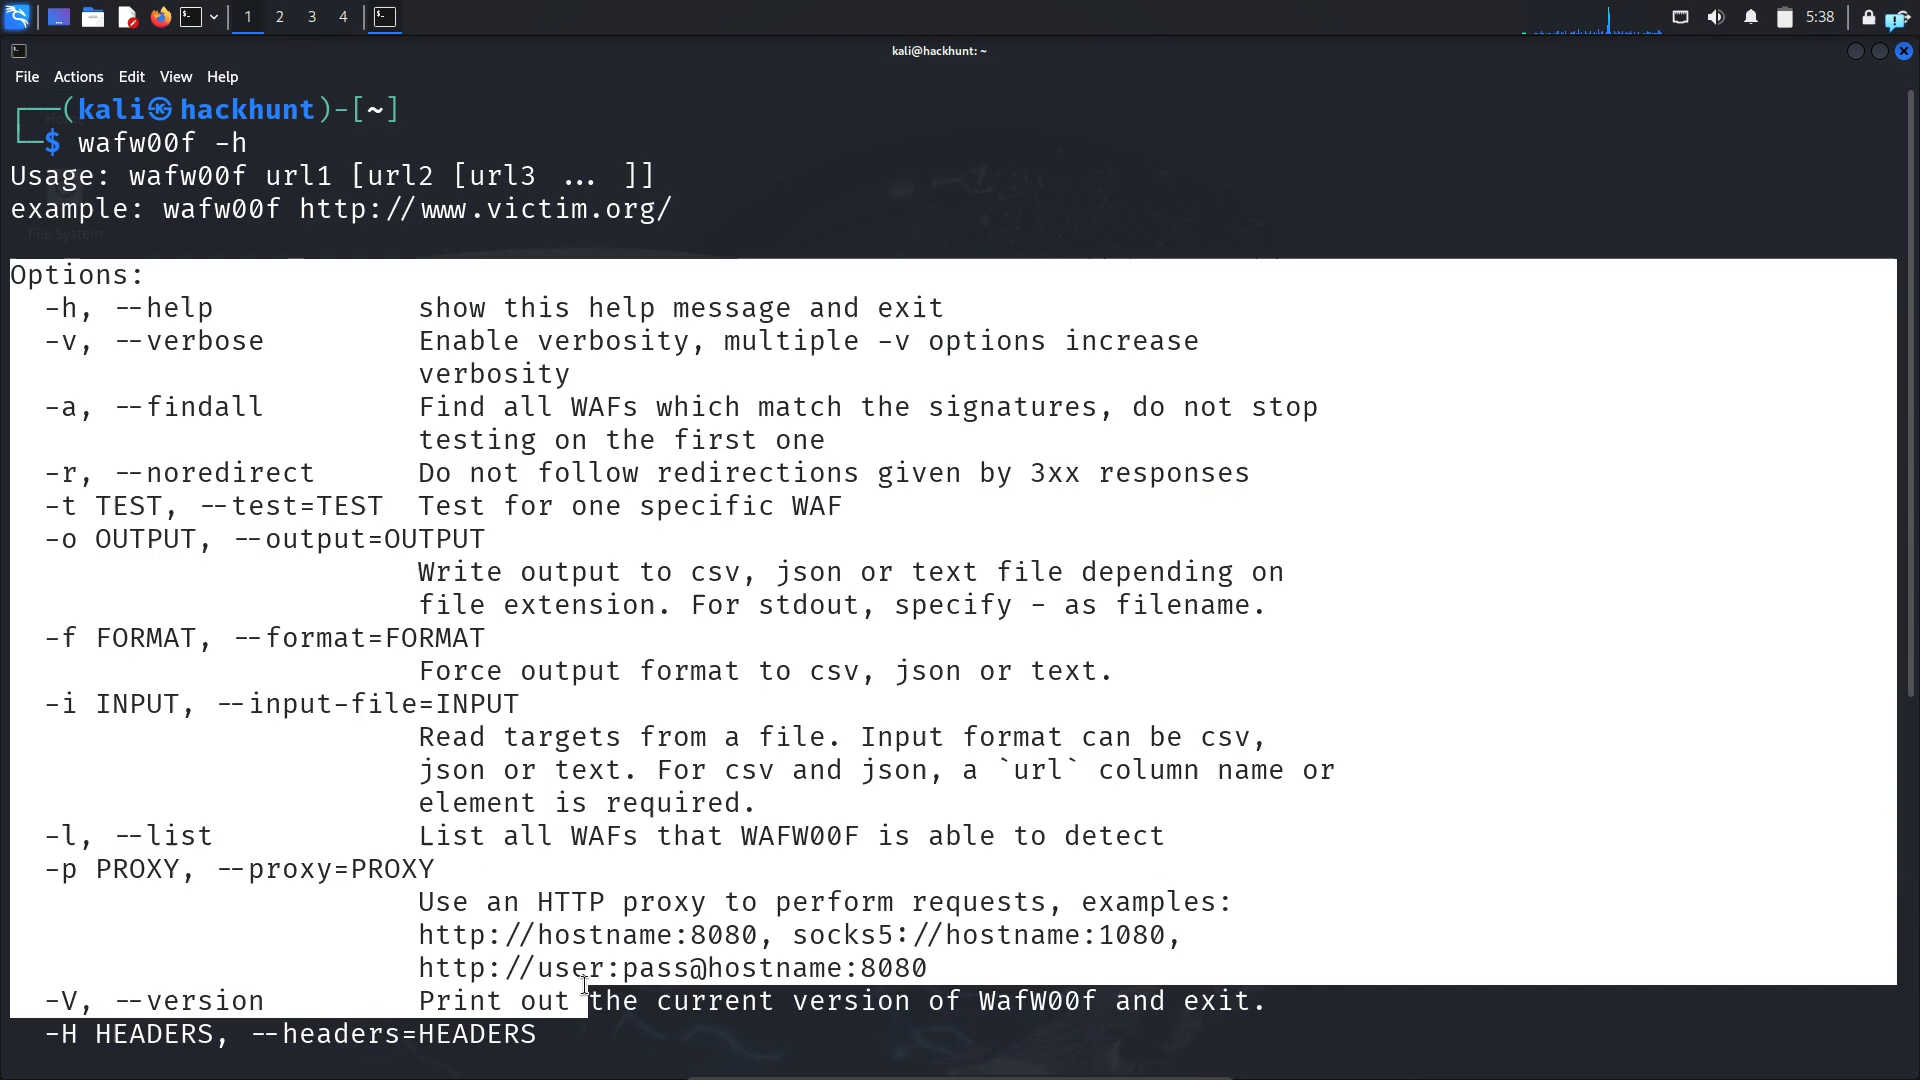 1 2 3 4 5:38
kali@hackhunt: ~
File Actions Edit View Help
┌──(kali㉿hackhunt)-[~]
└─$ wafw00f -h
Usage: wafw00f url1 [url2 [url3 ... ]]
example: wafw00f http://www.victim.org/
File System
Options:
-h, --help show this help message and exit
-v, --verbose Enable verbosity, multiple -v options increase
verbosity
-a, --findall Find all WAFs which match the signatures, do not stop
testing on the first one
-r, --noredirect Do not follow redirections given by 3xx responses
-t TEST, --test=TEST Test for one specific WAF
-o OUTPUT, --output=OUTPUT
Write output to csv, json or text file depending on
file extension. For stdout, specify - as filename.
-f FORMAT, --format=FORMAT
Force output format to csv, json or text.
-i INPUT, --input-file=INPUT
Read targets from a file. Input format can be csv,
json or text. For csv and json, a `url` column name or
element is required.
-l, --list List all WAFs that WAFW00F is able to detect
-p PROXY, --proxy=PROXY
Use an HTTP proxy to perform requests, examples:
http://hostname:8080, socks5://hostname:1080,
http://user:pass@hostname:8080
-V, --version Print out the current version of WafW00f and exit.
-H HEADERS, --headers=HEADERS